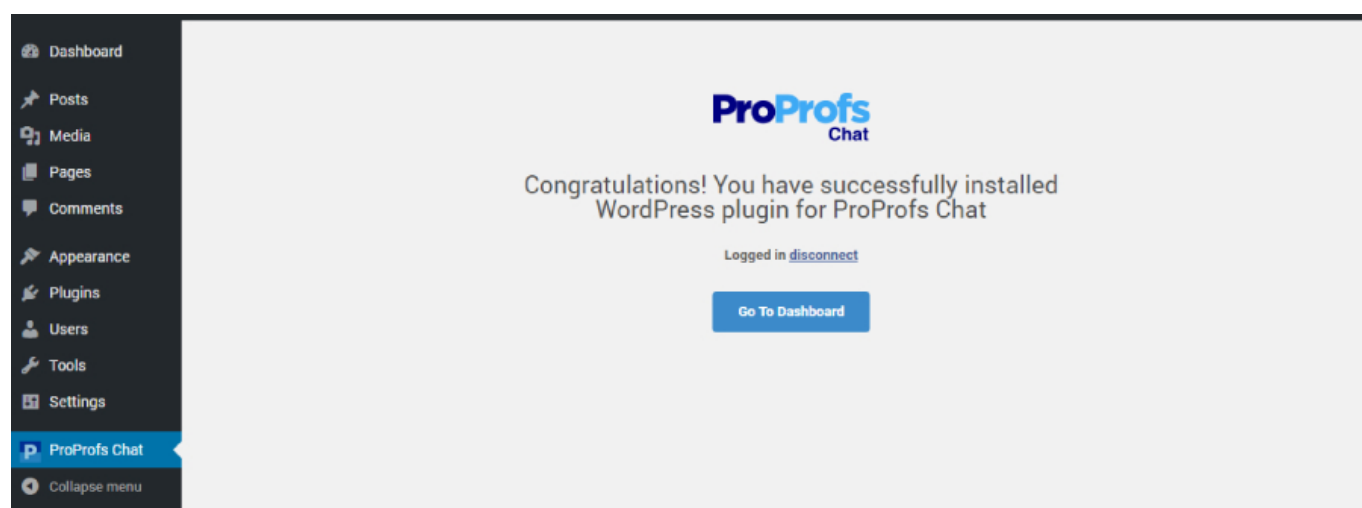 Dashboard
Posts
Media
Pages
Comments
Appearance
Plugins
Users
Tools
Settings
P ProProfs Chat
Collapse menu
ProProfs
Chat
Congratulations! You have successfully installed
WordPress plugin for ProProfs Chat
Logged in disconnect
Go To Dashboard